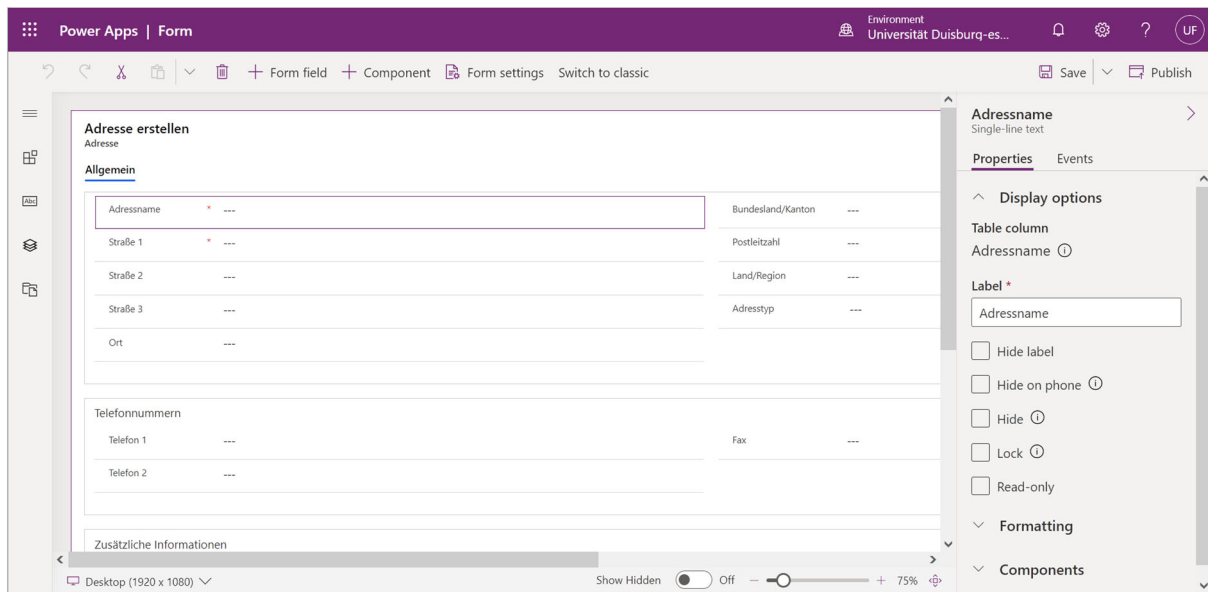 Power Apps | Form
Environment
Universität Duisburg-es...
?
UF
+ Form field
+ Component
Form settings
Switch to classic
Save
Publish
Adresse erstellen
Adresse
Allgemein
Adressname * ---
Bundesland/Kanton ---
Straße 1 * ---
Postleitzahl ---
Straße 2 ---
Land/Region ---
Straße 3 ---
Adresstyp ---
Ort ---
Telefonnummern
Telefon 1 ---
Fax ---
Telefon 2 ---
Zusätzliche Informationen
Abc
Desktop (1920 x 1080)
Show Hidden
Off
75%
Adressname
Single-line text
Properties
Events
Display options
Table column
Adressname
Label *
Adressname
Hide label
Hide on phone
Hide
Lock
Read-only
Formatting
Components